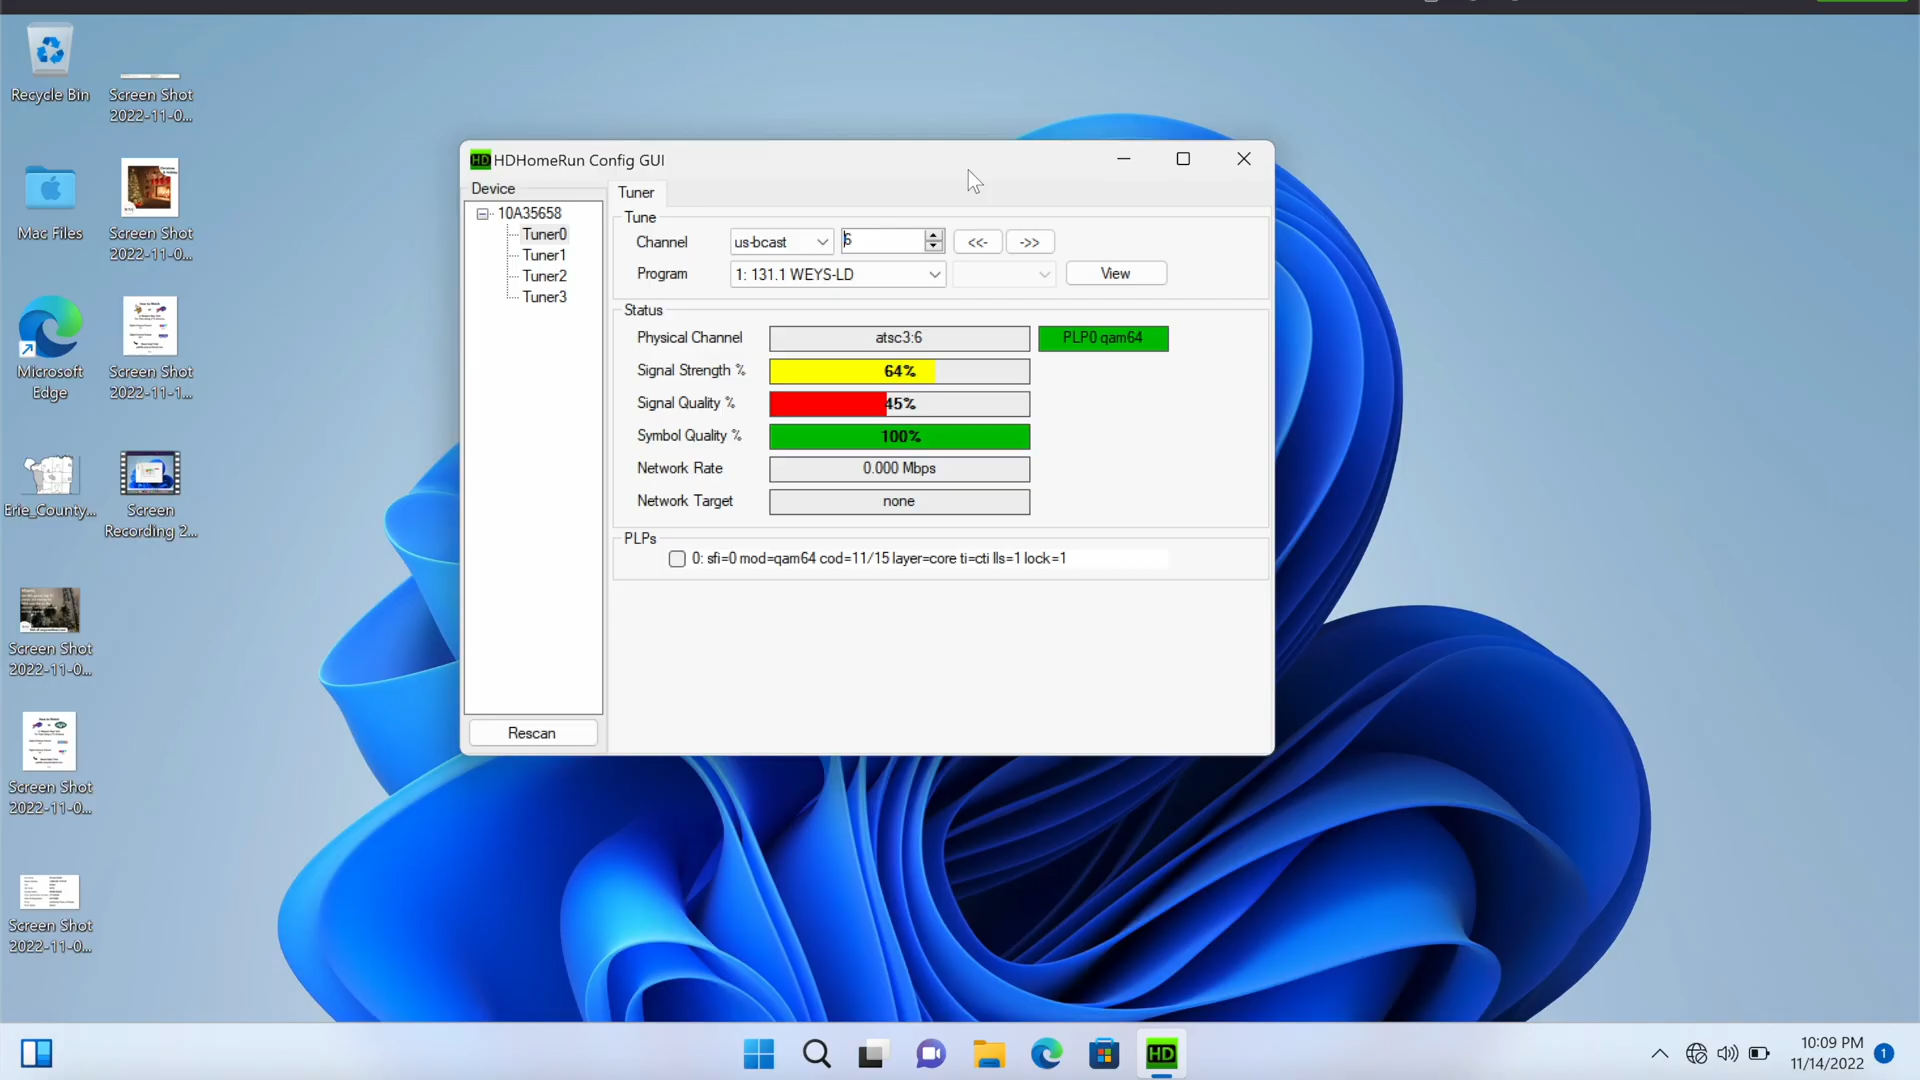 Recycle Bin
Screen Shot
2022-11-0...
Mac Files
Screen Shot
2022-11-0...
Microsoft
Edge
Screen Shot
2022-11-1...
Erie_County...
Screen
Recording 2...
Screen Shot
2022-11-0...
Screen Shot
2022-11-0...
Screen Shot
2022-11-0...
HD HDHomeRun Config GUI
Device
10A35658
Tuner0
Tuner1
Tuner2
Tuner3
Rescan
Tuner
Tune
Channel us-bcast 6 <<- ->>
Program 1: 131.1 WEYS-LD View
Status
Physical Channel atsc3:6 PLP0 qam64
Signal Strength % 64%
Signal Quality % 45%
Symbol Quality % 100%
Network Rate 0.000 Mbps
Network Target none
PLPs
0: sfi=0 mod=qam64 cod=11/15 layer=core ti=cti lls=1 lock=1
HD
10:09 PM
11/14/2022
1